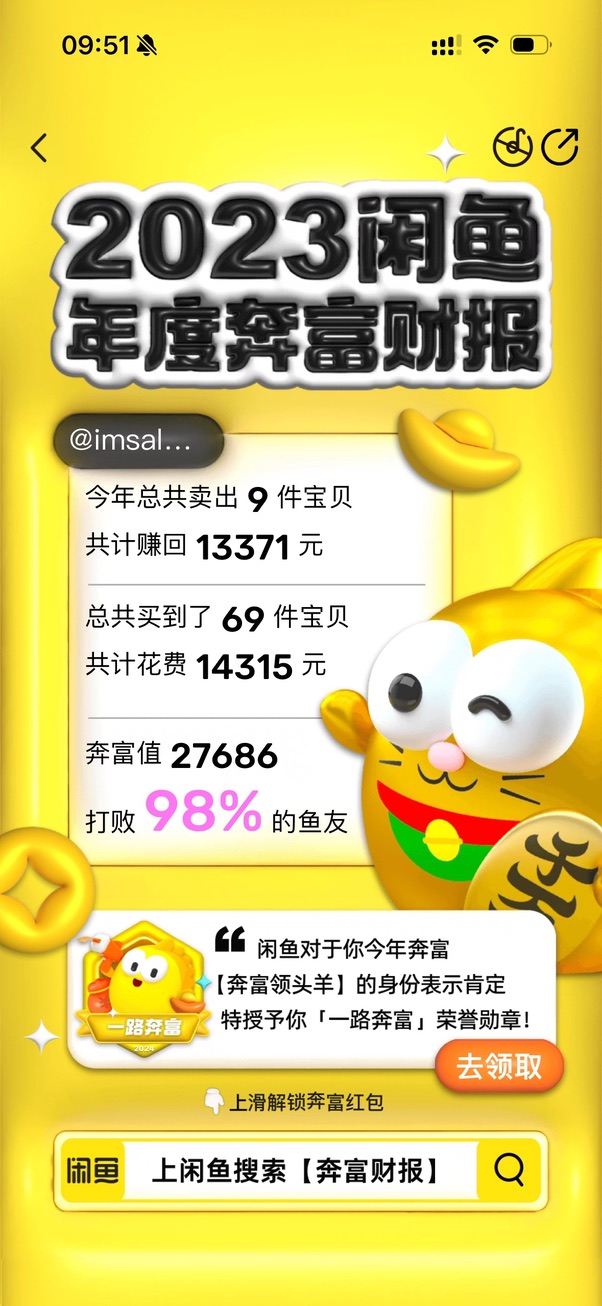 09:51
2023闲鱼
年度奔富财报
@imsal...
今年总共卖出 9 件宝贝
共计赚回 13371 元
总共买到了 69 件宝贝
共计花费 14315 元
奔富值 27686
打败 98% 的鱼友
“ 闲鱼对于你今年奔富
【奔富领头羊】的身份表示肯定
特授予你「一路奔富」荣誉勋章!
一路奔富
2024
去领取
上滑解锁奔富红包
闲鱼 上闲鱼搜索【奔富财报】